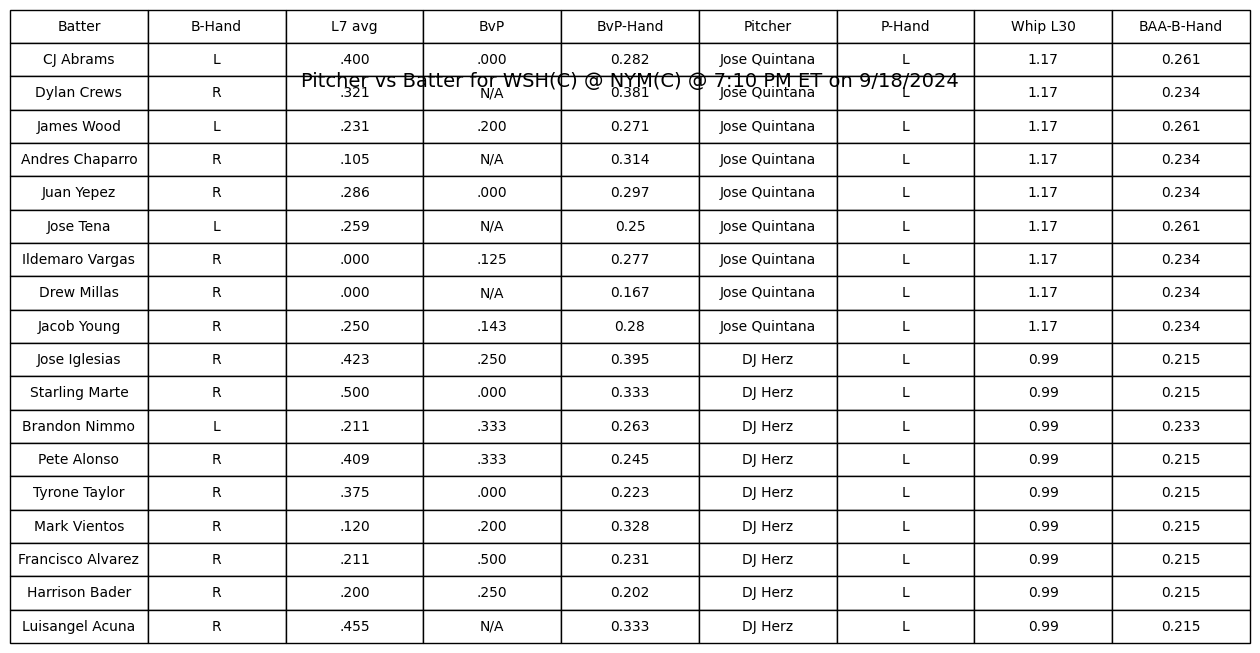 Batter B-Hand L7 avg BvP BvP-Hand Pitcher P-Hand Whip L30 BAA-B-Hand
CJ Abrams L .400 .000 0.282 Jose Quintana L 1.17 0.261
Pitcher vs Batter for WSH(C) @ NYM(C) @ 7:10 PM ET on 9/18/2024
Dylan Crews R .321 N/A 0.381 Jose Quintana L 1.17 0.234
James Wood L .231 .200 0.271 Jose Quintana L 1.17 0.261
Andres Chaparro R .105 N/A 0.314 Jose Quintana L 1.17 0.234
Juan Yepez R .286 .000 0.297 Jose Quintana L 1.17 0.234
Jose Tena L .259 N/A 0.25 Jose Quintana L 1.17 0.261
Ildemaro Vargas R .000 .125 0.277 Jose Quintana L 1.17 0.234
Drew Millas R .000 N/A 0.167 Jose Quintana L 1.17 0.234
Jacob Young R .250 .143 0.28 Jose Quintana L 1.17 0.234
Jose Iglesias R .423 .250 0.395 DJ Herz L 0.99 0.215
Starling Marte R .500 .000 0.333 DJ Herz L 0.99 0.215
Brandon Nimmo L .211 .333 0.263 DJ Herz L 0.99 0.233
Pete Alonso R .409 .333 0.245 DJ Herz L 0.99 0.215
Tyrone Taylor R .375 .000 0.223 DJ Herz L 0.99 0.215
Mark Vientos R .120 .200 0.328 DJ Herz L 0.99 0.215
Francisco Alvarez R .211 .500 0.231 DJ Herz L 0.99 0.215
Harrison Bader R .200 .250 0.202 DJ Herz L 0.99 0.215
Luisangel Acuna R .455 N/A 0.333 DJ Herz L 0.99 0.215